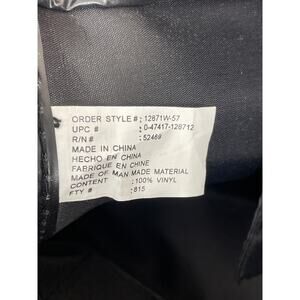 ORDER STYLE# : 12871W-57
UPC # : 0-47417-128712
R/N# : 52469
MADE IN CHINA
HECHO EN CHINA
FABRIQUE EN CHINE
MADE OF MAN MADE MATERIAL
CONTENT : 100% VINYL
FTY # : 815